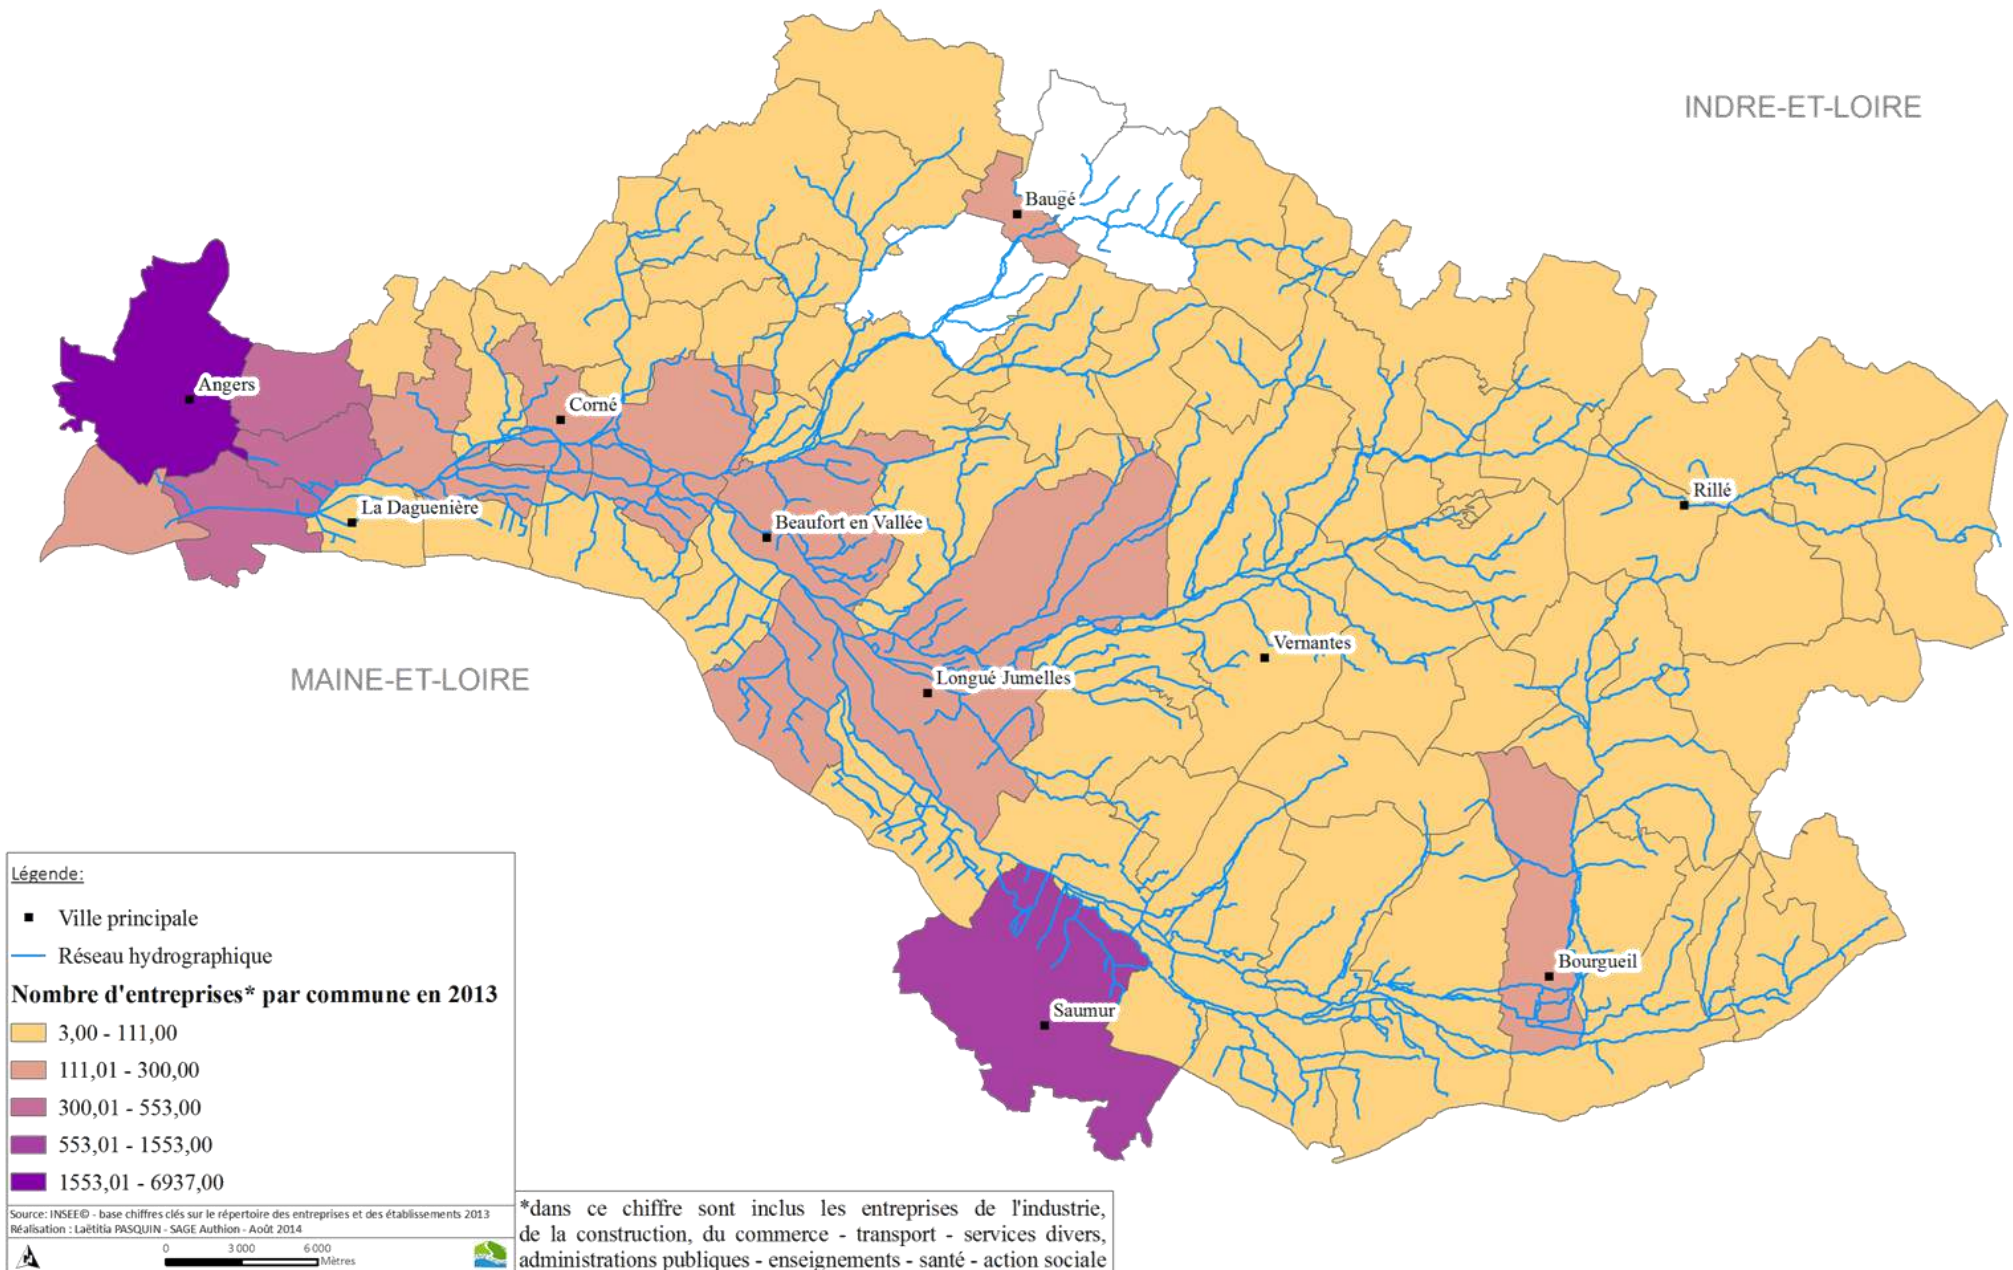 INDRE-ET-LOIRE
Baugé
Angers
Corné
La Daguenière
Beaufort en Vallée
Rillé
MAINE-ET-LOIRE
Vernantes
Longué Jumelles
Bourgueil
Saumur
Légende:
Ville principale
Réseau hydrographique
Nombre d'entreprises* par commune en 2013
3,00 - 111,00
111,01 - 300,00
300,01 - 553,00
553,01 - 1553,00
1553,01 - 6937,00
Source: INSEE© - base chiffres clés sur le répertoire des entreprises et des établissements 2013
Réalisation : Laëtitia PASQUIN - SAGE Authion - Août 2014
0 3 000 6 000
Mètres
*dans ce chiffre sont inclus les entreprises de l'industrie,
de la construction, du commerce - transport - services divers,
administrations publiques - enseignements - santé - action sociale